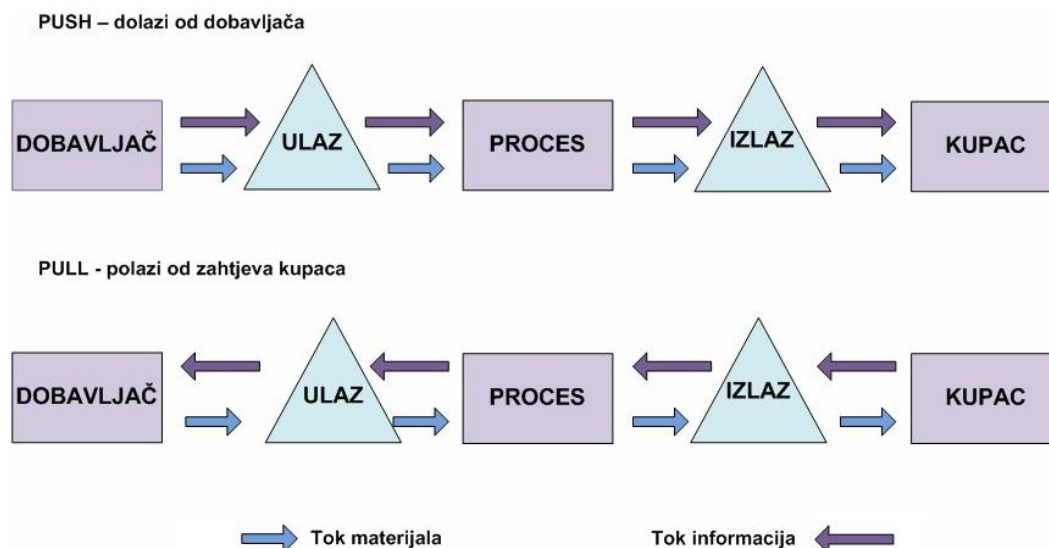 PUSH – dolazi od dobavljača
DOBAVLJAČ
ULAZ
PROCES
IZLAZ
KUPAC
PULL - polazi od zahtjeva kupaca
DOBAVLJAČ
ULAZ
PROCES
IZLAZ
KUPAC
Tok materijala
Tok informacija